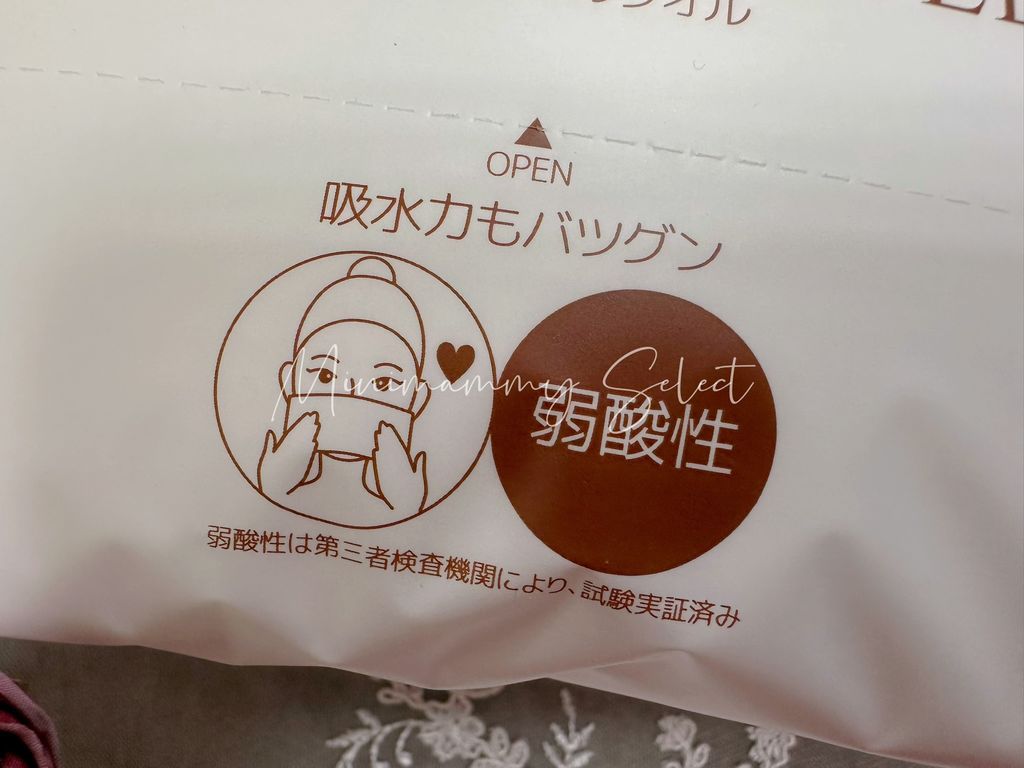 OPEN
吸水力もバツグン
Minimammy Select
弱酸性
弱酸性は第三者検査機関により、試験実証済み